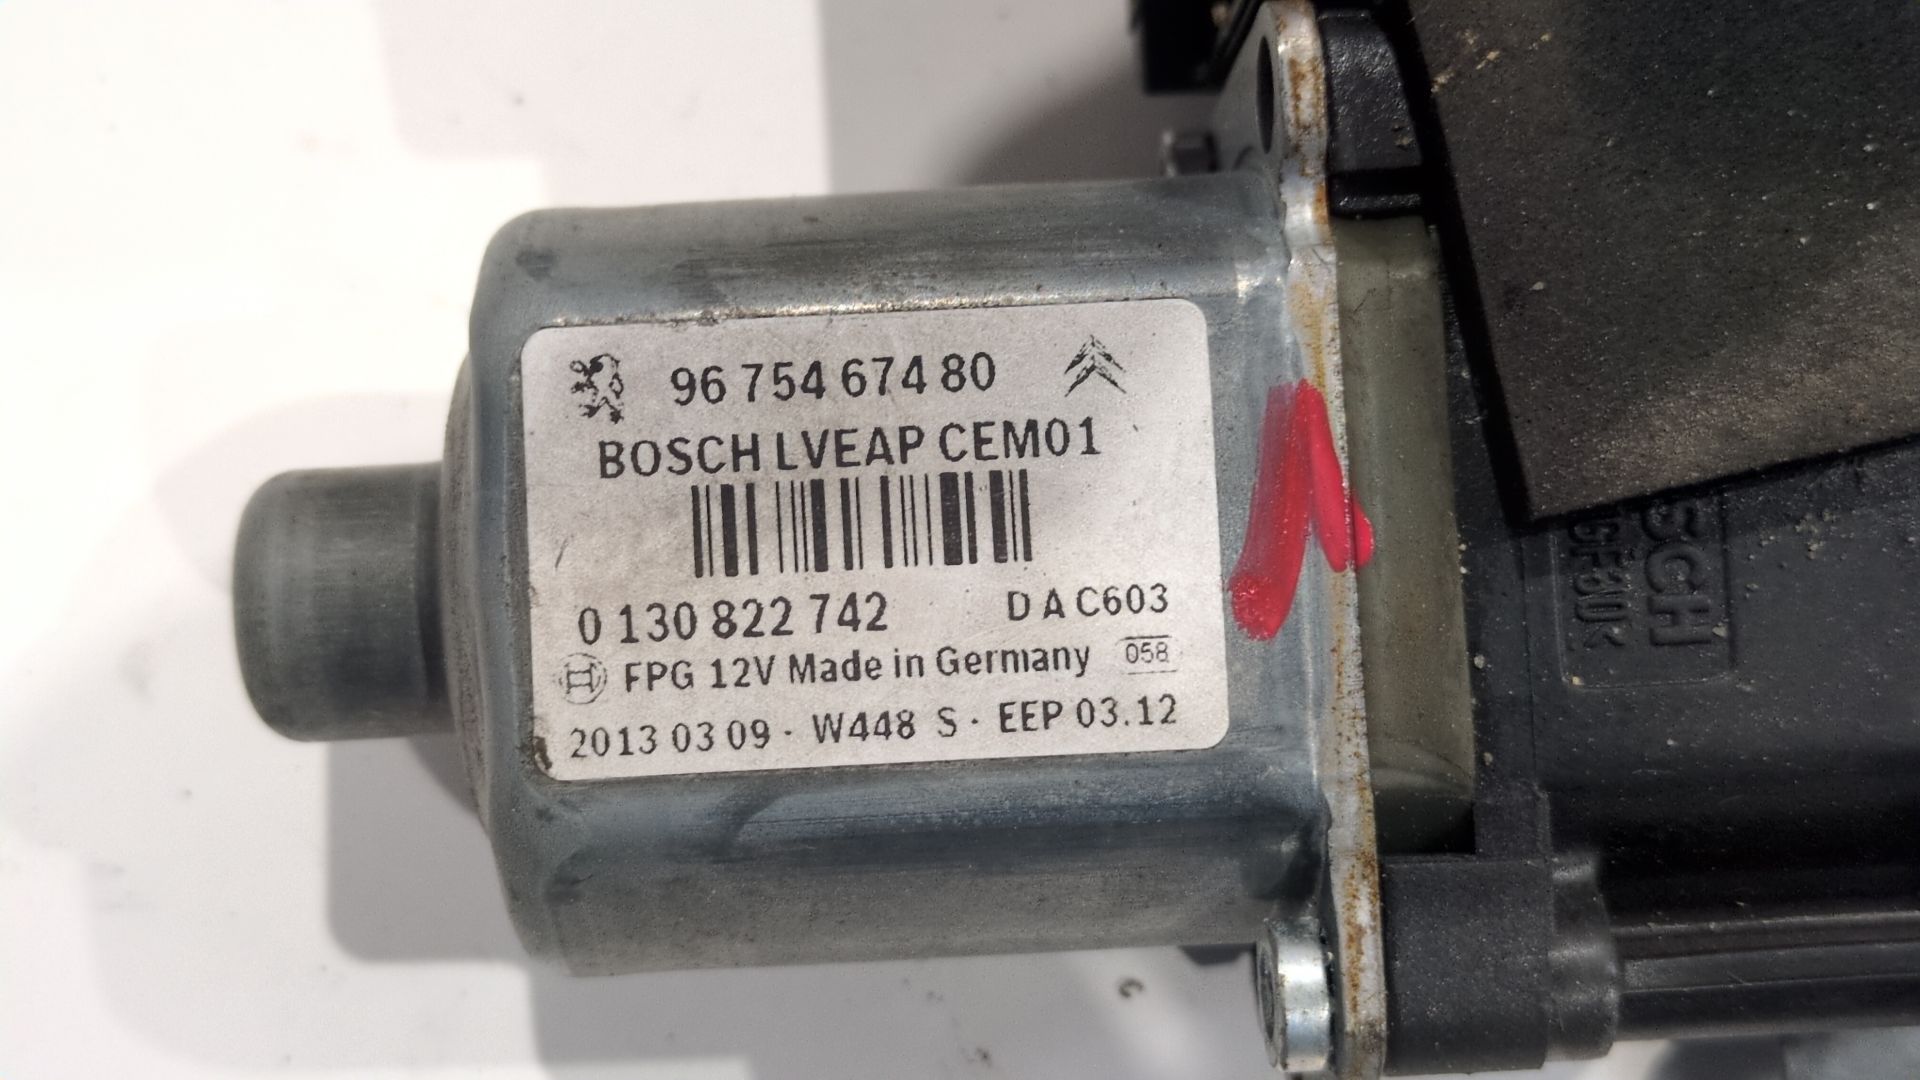 96 754 674 80
BOSCH LVEAP CEM01
0 130 822 742 D A C603
FPG 12V Made in Germany 058
2013 03 09 · W448 S · EEP 03.12
SCH